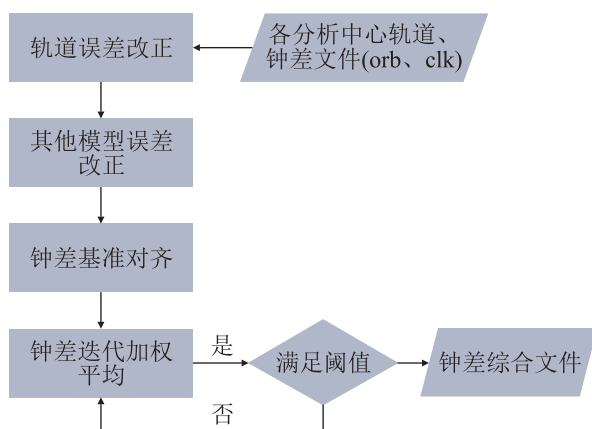 轨道误差改正
各分析中心轨道、
钟差文件(orb、clk)
其他模型误差
改正
钟差基准对齐
钟差迭代加权
平均
是
满足阈值
钟差综合文件
否